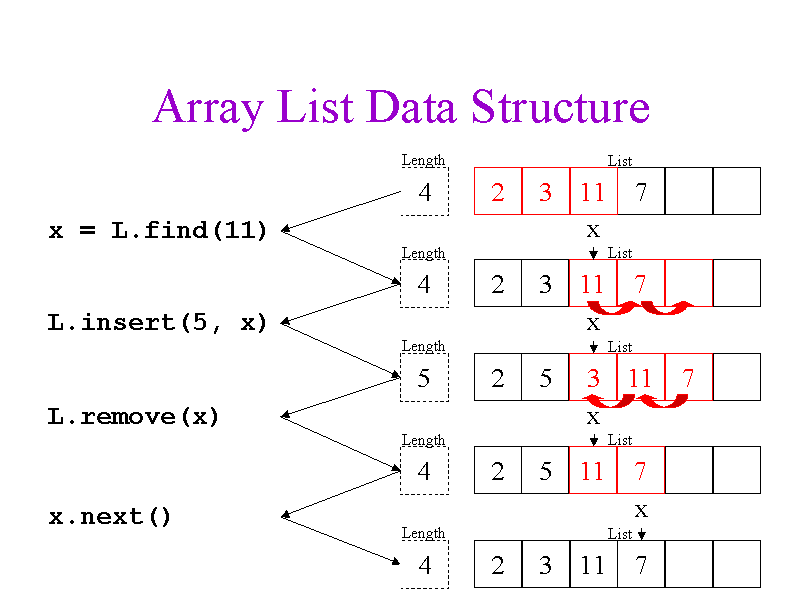 Array List Data Structure
Length List
4 2 3 11 7
x = L.find(11) x
Length List
4 2 3 11 7
L.insert(5, x) x
Length List
5 2 5 3 11 7
L.remove(x) x
Length List
4 2 5 11 7
x.next() x
Length List
4 2 3 11 7